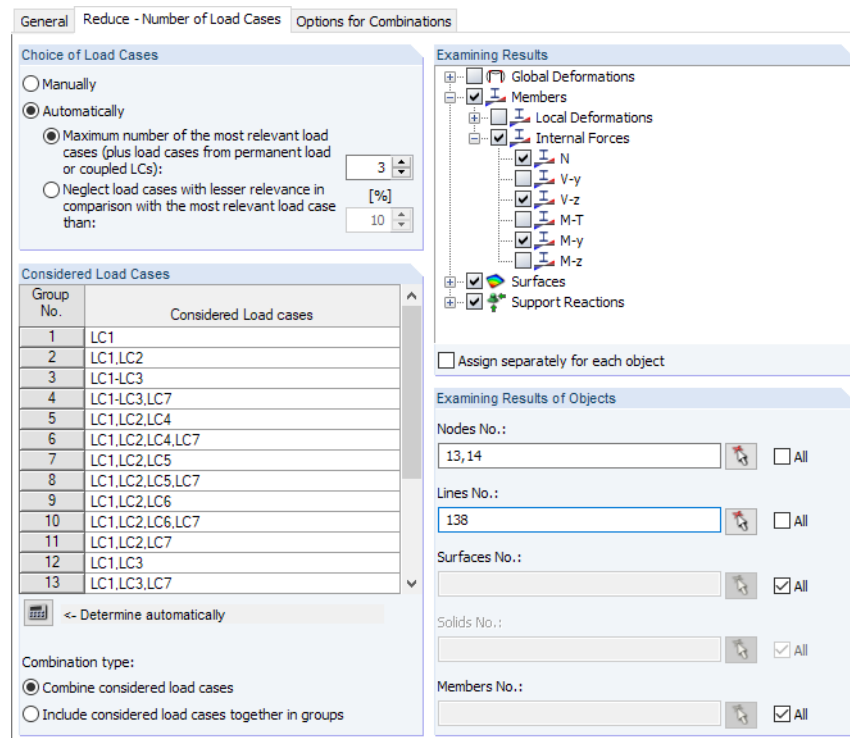 General
Reduce - Number of Load Cases
Options for Combinations
Choice of Load Cases
Manually
Automatically
Maximum number of the most relevant load
cases (plus load cases from permanent load
or coupled LCs):
3
Neglect load cases with lesser relevance in
comparison with the most relevant load case
than:
[%]
10
Considered Load Cases
Group
No.
Considered Load cases
1 LC1
2 LC1,LC2
3 LC1-LC3
4 LC1-LC3,LC7
5 LC1,LC2,LC4
6 LC1,LC2,LC4,LC7
7 LC1,LC2,LC5
8 LC1,LC2,LC5,LC7
9 LC1,LC2,LC6
10 LC1,LC2,LC6,LC7
11 LC1,LC2,LC7
12 LC1,LC3
13 LC1,LC3,LC7
<- Determine automatically
Combination type:
Combine considered load cases
Include considered load cases together in groups
Examining Results
Global Deformations
Members
Local Deformations
Internal Forces
N
V-y
V-z
M-T
M-y
M-z
Surfaces
Support Reactions
Assign separately for each object
Examining Results of Objects
Nodes No.:
13,14
All
Lines No.:
138
All
Surfaces No.:
All
Solids No.:
All
Members No.:
All